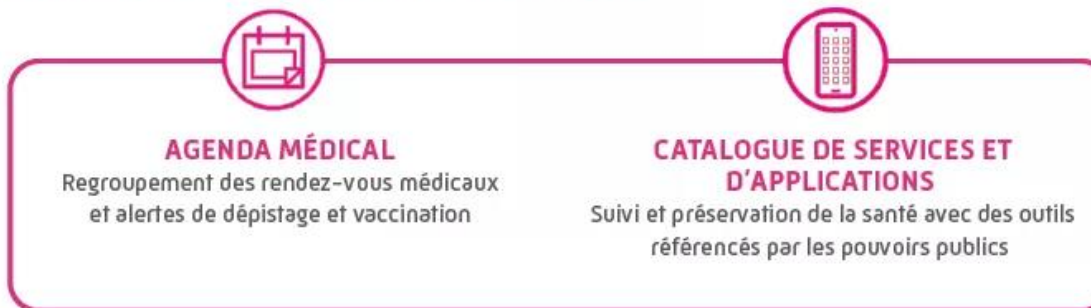 AGENDA MÉDICAL
Regroupement des rendez-vous médicaux
et alertes de dépistage et vaccination
CATALOGUE DE SERVICES ET
D'APPLICATIONS
Suivi et préservation de la santé avec des outils
référencés par les pouvoirs publics